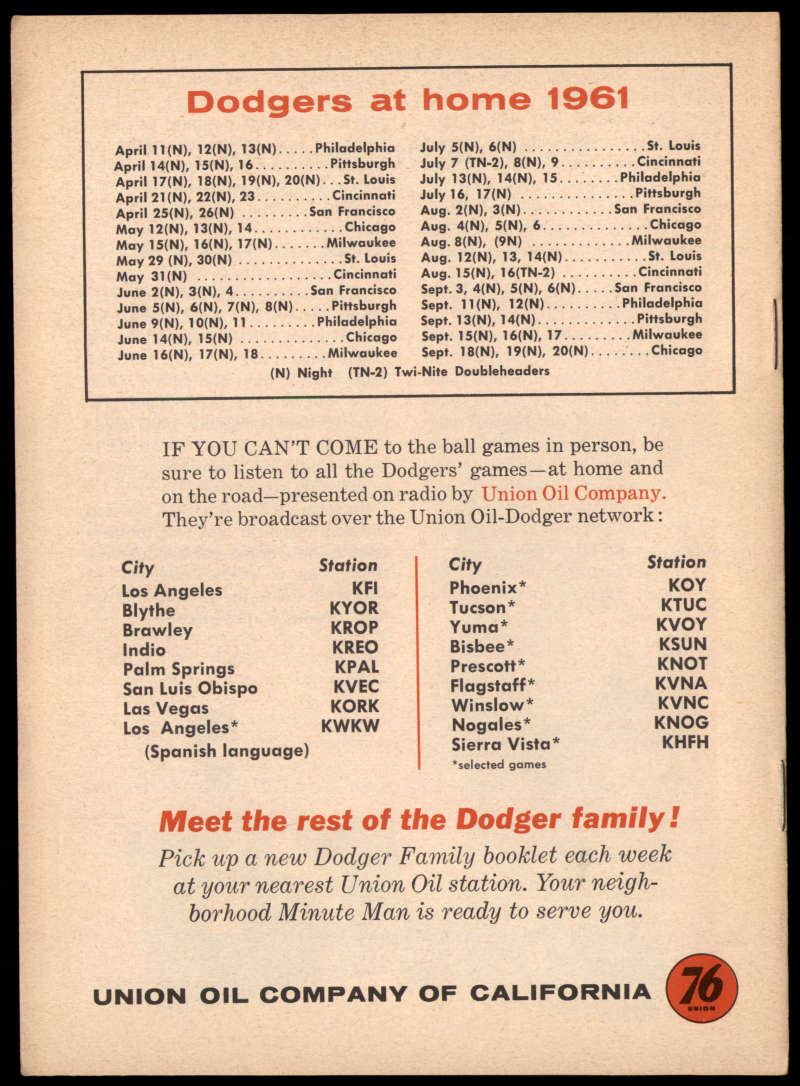 Dodgers at home 1961
April 11(N), 12(N), 13(N).....Philadelphia
April 14(N), 15(N), 16..........Pittsburgh
April 17(N), 18(N), 19(N), 20(N)...St. Louis
April 21(N), 22(N), 23..........Cincinnati
April 25(N), 26(N) .........San Francisco
May 12(N), 13(N), 14............Chicago
May 15(N), 16(N), 17(N).......Milwaukee
May 29 (N), 30(N) ..............St. Louis
May 31(N) ..................Cincinnati
June 2(N), 3(N), 4..........San Francisco
June 5(N), 6(N), 7(N), 8(N).....Pittsburgh
June 9(N), 10(N), 11.........Philadelphia
June 14(N), 15(N) ..............Chicago
June 16(N), 17(N), 18.........Milwaukee
July 5(N), 6(N) ................St. Louis
July 7 (TN-2), 8(N), 9..........Cincinnati
July 13(N), 14(N), 15........Philadelphia
July 16, 17(N) ...............Pittsburgh
Aug. 2(N), 3(N)............San Francisco
Aug. 4(N), 5(N), 6..............Chicago
Aug. 8(N), (9N) .............Milwaukee
Aug. 12(N), 13, 14(N)...........St. Louis
Aug. 15(N), 16(TN-2) ..........Cincinnati
Sept. 3, 4(N), 5(N), 6(N).....San Francisco
Sept. 11(N), 12(N)..........Philadelphia
Sept. 13(N), 14(N).............Pittsburgh
Sept. 15(N), 16(N), 17.........Milwaukee
Sept. 18(N), 19(N), 20(N)........Chicago
(N) Night (TN-2) Twi-Nite Doubleheaders
IF YOU CAN'T COME to the ball games in person, be
sure to listen to all the Dodgers' games—at home and
on the road—presented on radio by Union Oil Company.
They're broadcast over the Union Oil-Dodger network:
City Station
Los Angeles KFI
Blythe KYOR
Brawley KROP
Indio KREO
Palm Springs KPAL
San Luis Obispo KVEC
Las Vegas KORK
Los Angeles* KWKW
(Spanish language)
City Station
Phoenix* KOY
Tucson* KTUC
Yuma* KVOY
Bisbee* KSUN
Prescott* KNOT
Flagstaff* KVNA
Winslow* KVNC
Nogales* KNOG
Sierra Vista* KHFH
*selected games
Meet the rest of the Dodger family!
Pick up a new Dodger Family booklet each week
at your nearest Union Oil station. Your neigh-
borhood Minute Man is ready to serve you.
UNION OIL COMPANY OF CALIFORNIA
76
UNION